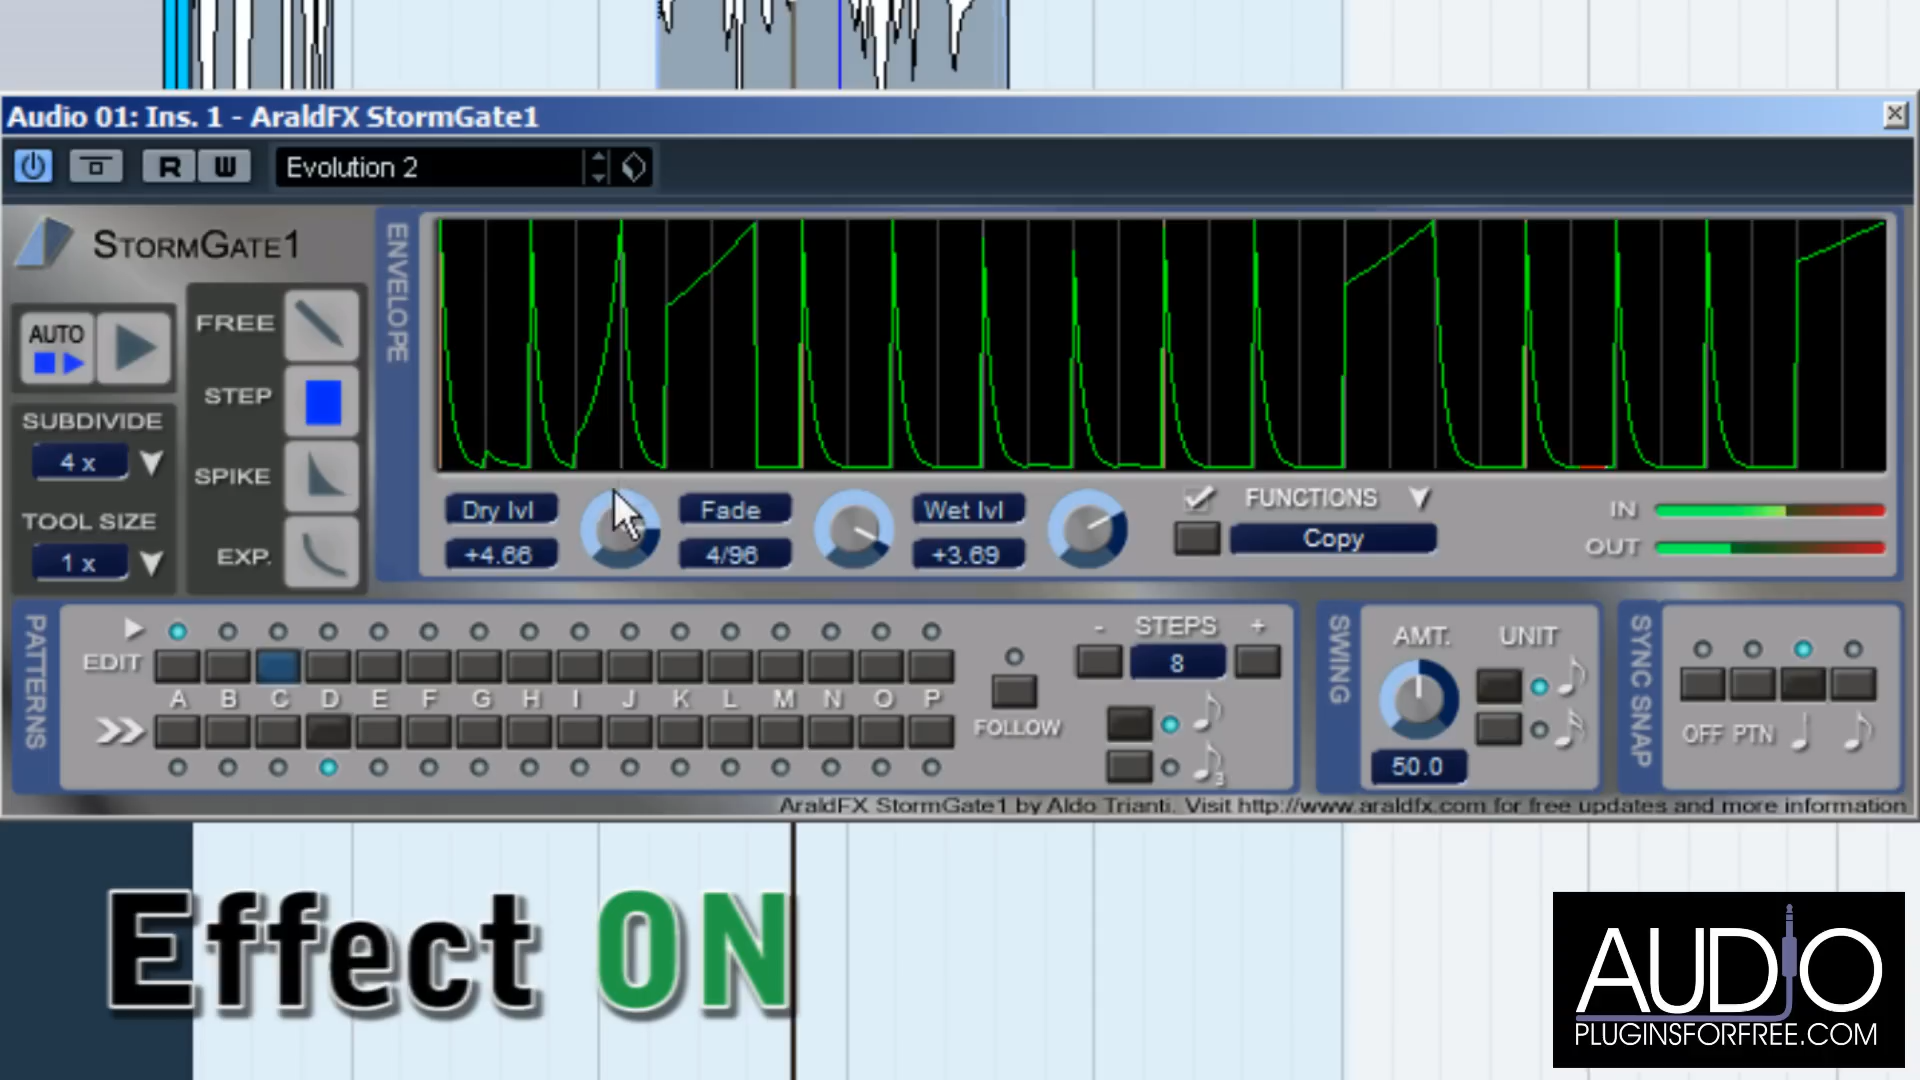 Audio 01: Ins. 1 - AraldFX StormGate1
R W Evolution 2
STORMGATE1
ENVELOPE
AUTO
FREE
STEP
SPIKE
EXP.
SUBDIVIDE
4 x
TOOL SIZE
1 x
Dry lvl
+4.66
Fade
4/96
Wet lvl
+3.69
FUNCTIONS
Copy
IN
OUT
PATTERNS
EDIT
A B C D E F G H I J K L M N O P
FOLLOW
- STEPS +
8
3
SWING
AMT. UNIT
50.0
SYNC SNAP
OFF PTN
AraldFX StormGate1 by Aldo Trianti. Visit http://www.araldfx.com for free updates and more information
Effect ON
AUDIO
PLUGINSFORFREE.COM